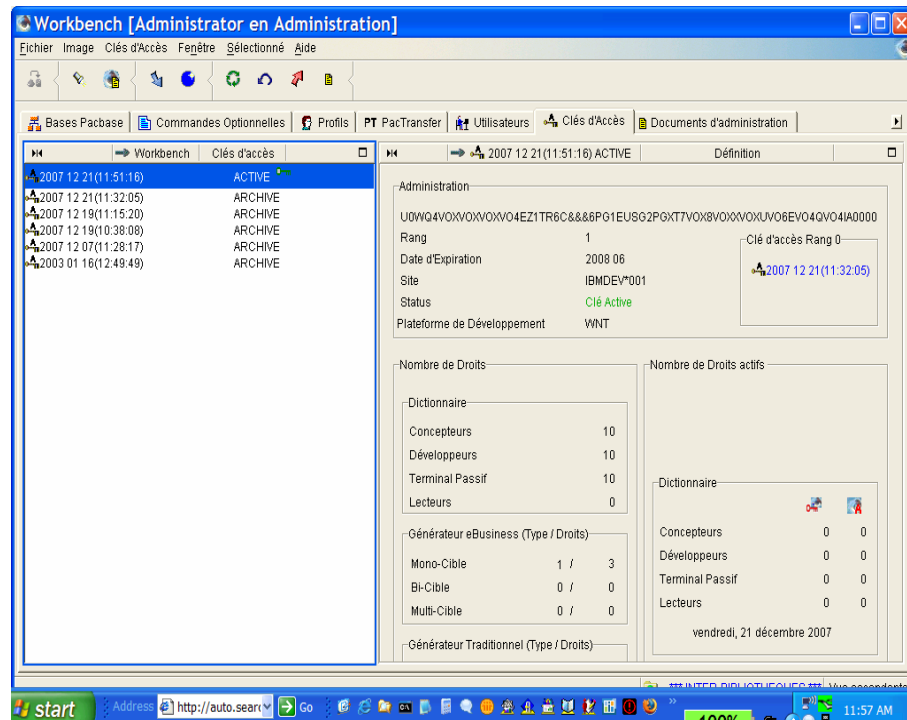 Workbench [Administrator en Administration]
Fichier Image Clés d'Accès Fenêtre Sélectionné Aide
Bases Pacbase Commandes Optionnelles Profils PT PacTransfer Utilisateurs Clés d'Accès Documents d'administration
Workbench Clés d'accès
2007 12 21(11:51:16) ACTIVE
2007 12 21(11:32:05) ARCHIVE
2007 12 19(11:15:20) ARCHIVE
2007 12 19(10:38:08) ARCHIVE
2007 12 07(11:28:17) ARCHIVE
2003 01 16(12:49:49) ARCHIVE
2007 12 21(11:51:16) ACTIVE Définition
Administration
U0WQ4VOXVOXVOXVO4EZ1TR6C&&&6PG1EUSG2PGXT7VOX8VOXXVOXUVO6EVO4QVO4IA0000
Rang 1
Date d'Expiration 2008 06
Site IBMDEV*001
Status Clé Active
Plateforme de Développement WNT
Clé d'accès Rang 0
2007 12 21(11:32:05)
Nombre de Droits
Dictionnaire
Concepteurs 10
Développeurs 10
Terminal Passif 10
Lecteurs 0
Générateur eBusiness (Type / Droits)
Mono-Cible 1 / 3
Bi-Cible 0 / 0
Multi-Cible 0 / 0
Générateur Traditionnel (Type / Droits)
Nombre de Droits actifs
Dictionnaire
Concepteurs 0 0
Développeurs 0 0
Terminal Passif 0 0
Lecteurs 0 0
vendredi, 21 décembre 2007
*** INTER BIBLIOTHEQUES *** Vue ascendante
start Address http://auto.searc Go 100% 11:57 AM